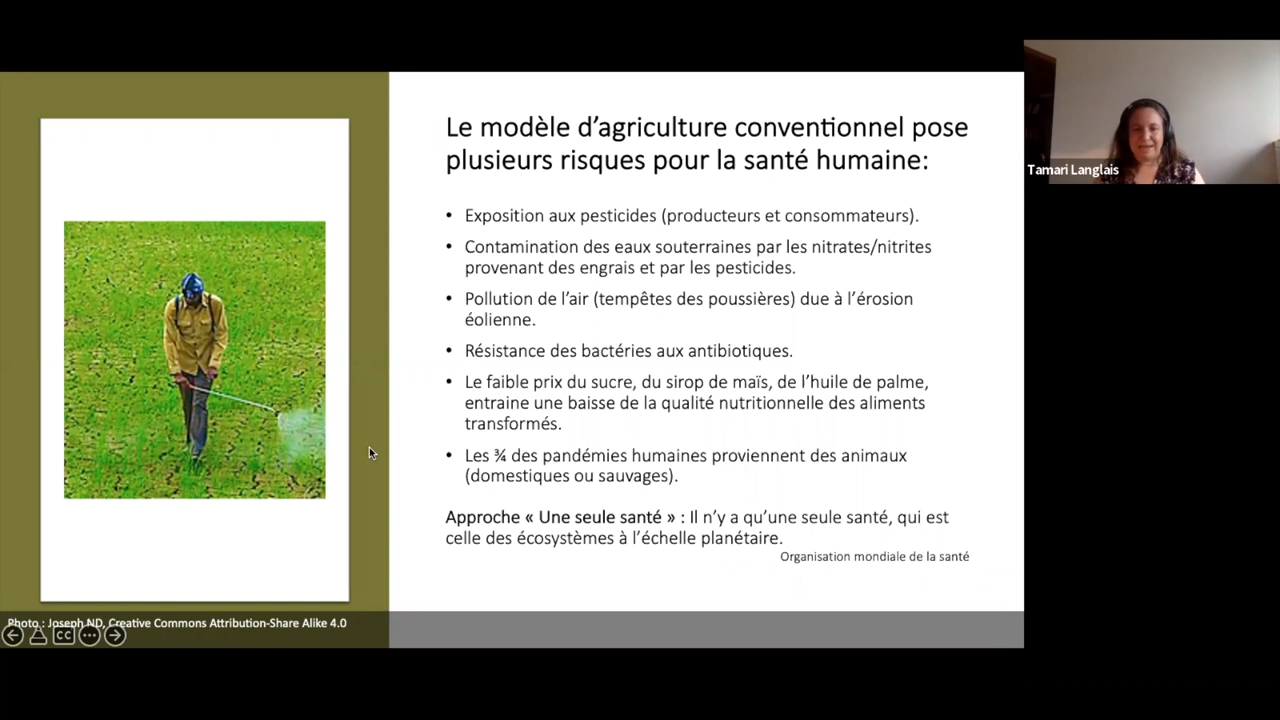 Le modèle d’agriculture conventionnel pose
plusieurs risques pour la santé humaine:
• Exposition aux pesticides (producteurs et consommateurs).
• Contamination des eaux souterraines par les nitrates/nitrites
provenant des engrais et par les pesticides.
• Pollution de l’air (tempêtes des poussières) due à l’érosion
éolienne.
• Résistance des bactéries aux antibiotiques.
• Le faible prix du sucre, du sirop de maïs, de l’huile de palme,
entraine une baisse de la qualité nutritionnelle des aliments
transformés.
• Les ¾ des pandémies humaines proviennent des animaux
(domestiques ou sauvages).
Approche « Une seule santé » : Il n’y a qu’une seule santé, qui est
celle des écosystèmes à l’échelle planétaire.
Organisation mondiale de la santé
Photo : Joseph ND, Creative Commons Attribution-Share Alike 4.0
CC
Tamari Langlais